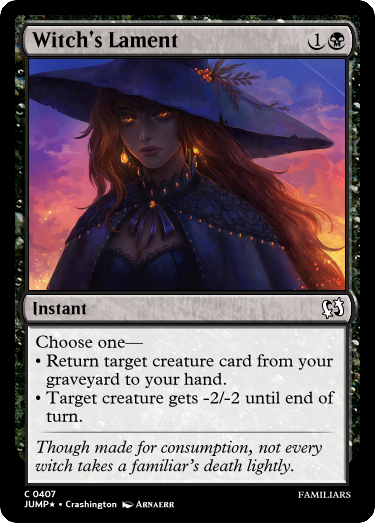 Witch's Lament 1
Instant
Choose one—
• Return target creature card from your
graveyard to your hand.
• Target creature gets -2/-2 until end of
turn.
Though made for consumption, not every
witch takes a familiar's death lightly.
C 0407
FAMILIARS
JUMP★ • Crashington Arnaerr